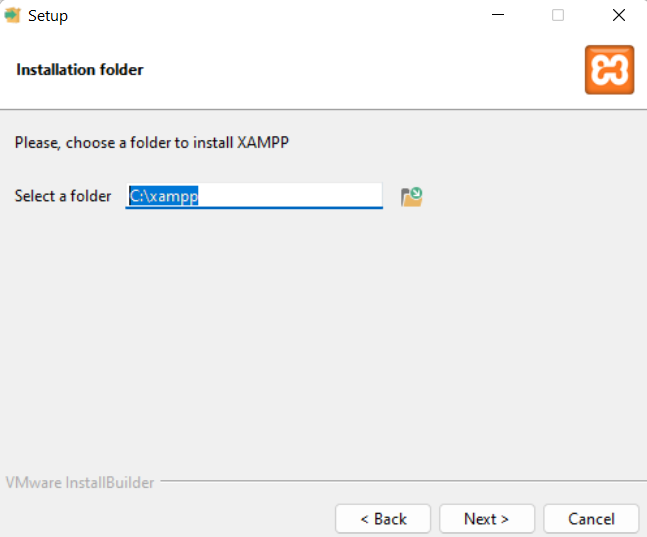 Setup
Installation folder
Please, choose a folder to install XAMPP
Select a folder C:\xampp
VMware InstallBuilder
< Back Next > Cancel